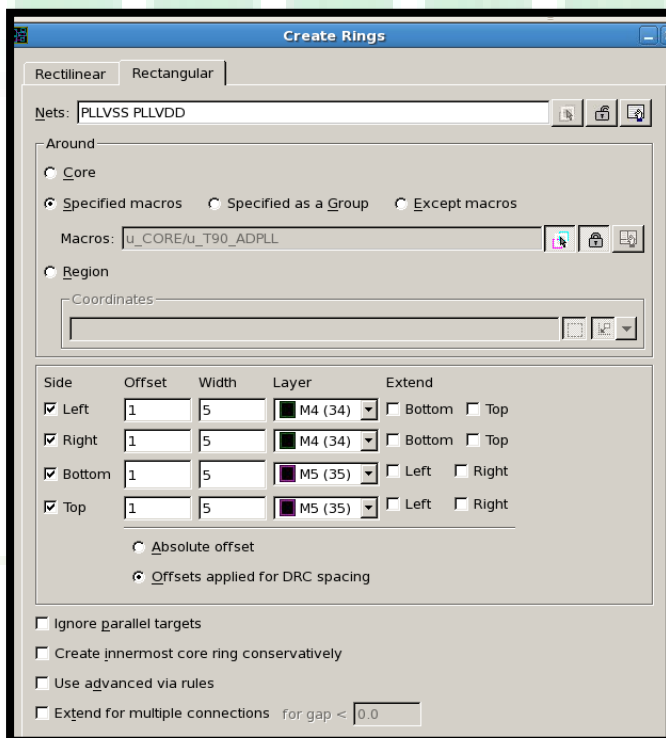 Create Rings
Rectilinear Rectangular
Nets: PLLVSS PLLVDD
Around
Core
Specified macros Specified as a Group Except macros
Macros: u_CORE/u_T90_ADPLL
Region
Coordinates
Side Offset Width Layer Extend
Left 1 5 M4 (34) Bottom Top
Right 1 5 M4 (34) Bottom Top
Bottom 1 5 M5 (35) Left Right
Top 1 5 M5 (35) Left Right
Absolute offset
Offsets applied for DRC spacing
Ignore parallel targets
Create innermost core ring conservatively
Use advanced via rules
Extend for multiple connections for gap < 0.0